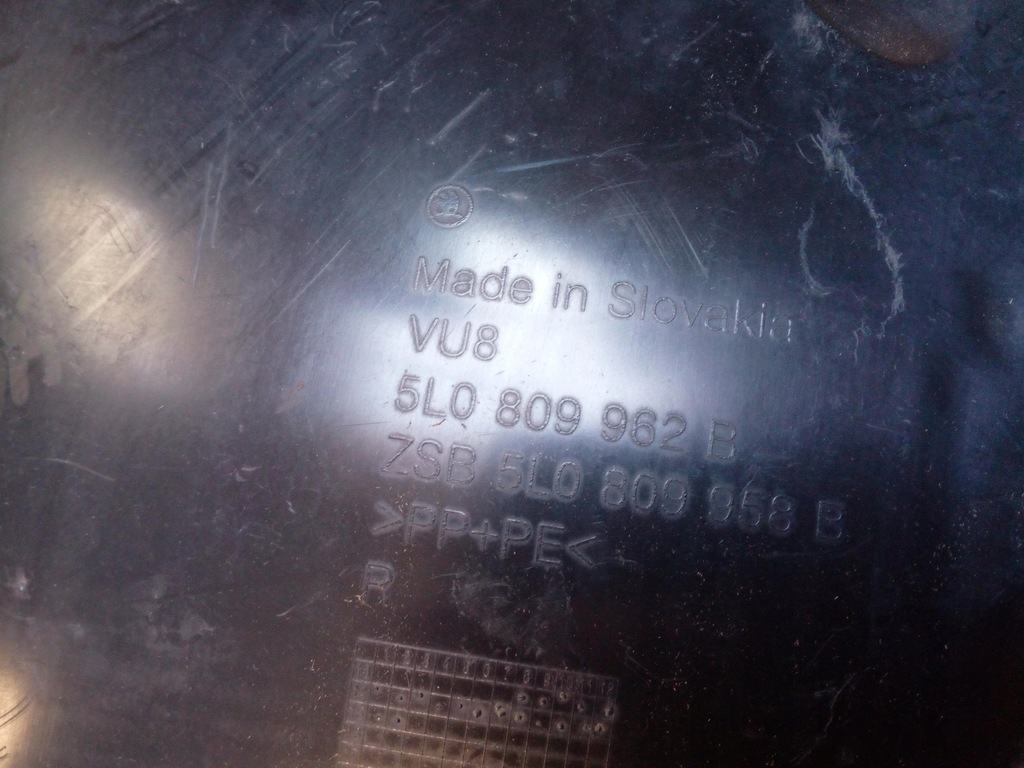 Made in Slovakia
VU8
5L0 809 962 B
ZSB 5L0 809 958 B
>PP+PE<
R